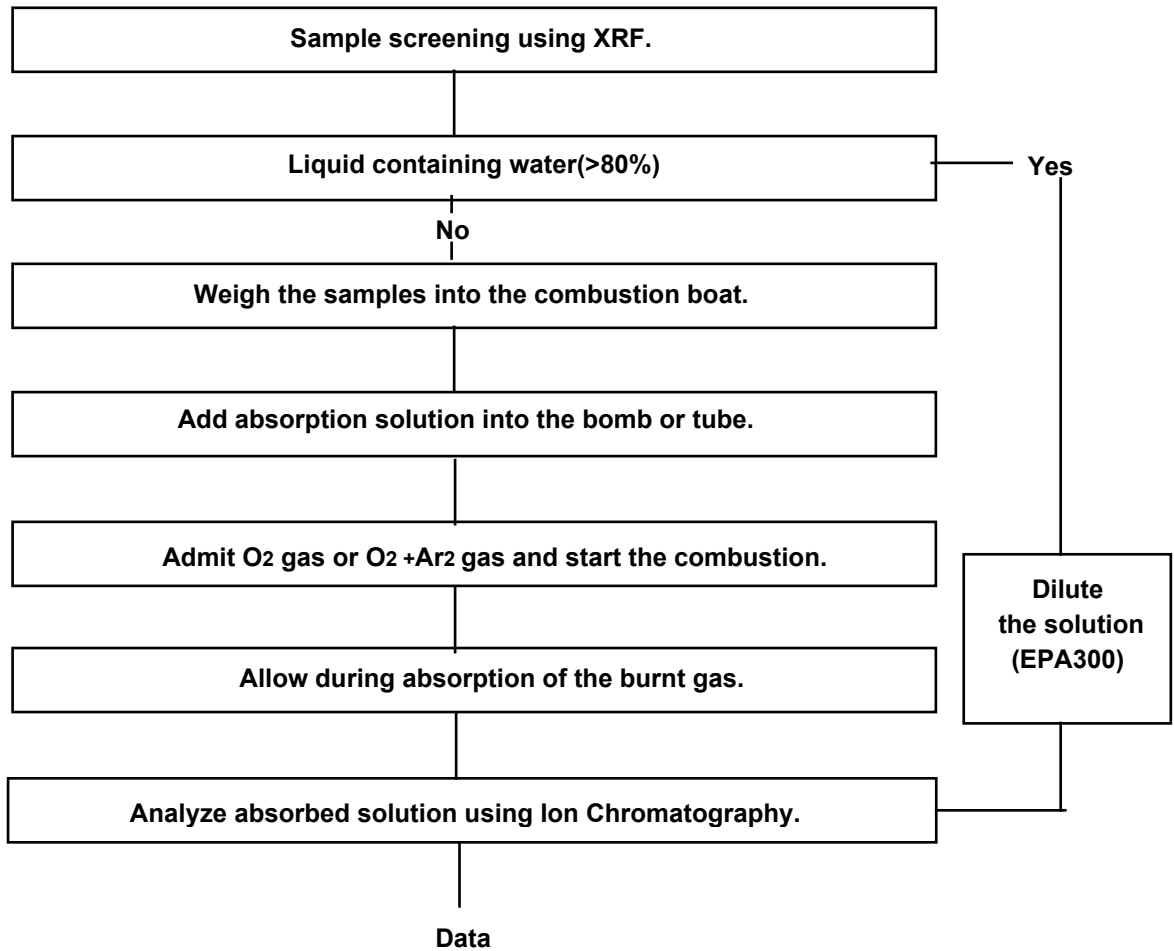 Sample screening using XRF.
Liquid containing water(>80%)
Yes
No
Weigh the samples into the combustion boat.
Add absorption solution into the bomb or tube.
Admit O2 gas or O2 +Ar2 gas and start the combustion.
Dilute
the solution
(EPA300)
Allow during absorption of the burnt gas.
Analyze absorbed solution using Ion Chromatography.
Data